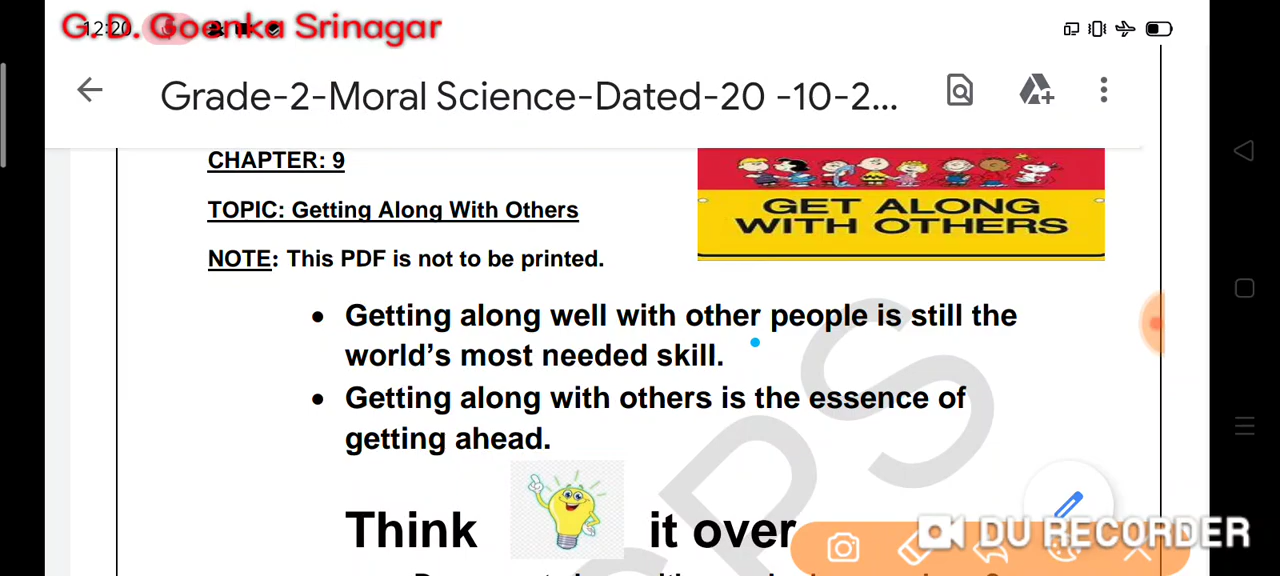 G.D. Goenka Srinagar
12:20
Grade-2-Moral Science-Dated-20 -10-2...
CHAPTER: 9
TOPIC: Getting Along With Others
NOTE: This PDF is not to be printed.
GET ALONG
WITH OTHERS
Getting along well with other people is still the
world's most needed skill.
Getting along with others is the essence of
getting ahead.
Think it over
DU RECORDER